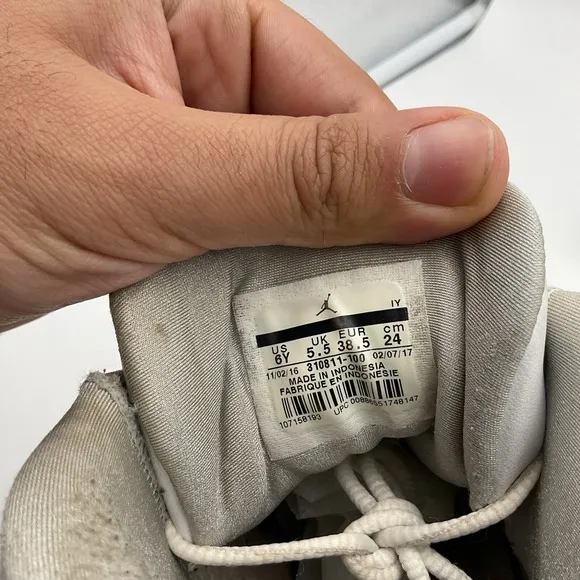 IY
US UK EUR cm
6Y 5.5 38.5 24
11/02/16 310811-100 02/07/17
MADE IN INDONESIA
FABRIQUE EN INDONESIE
107158193 UPC 00886551748147